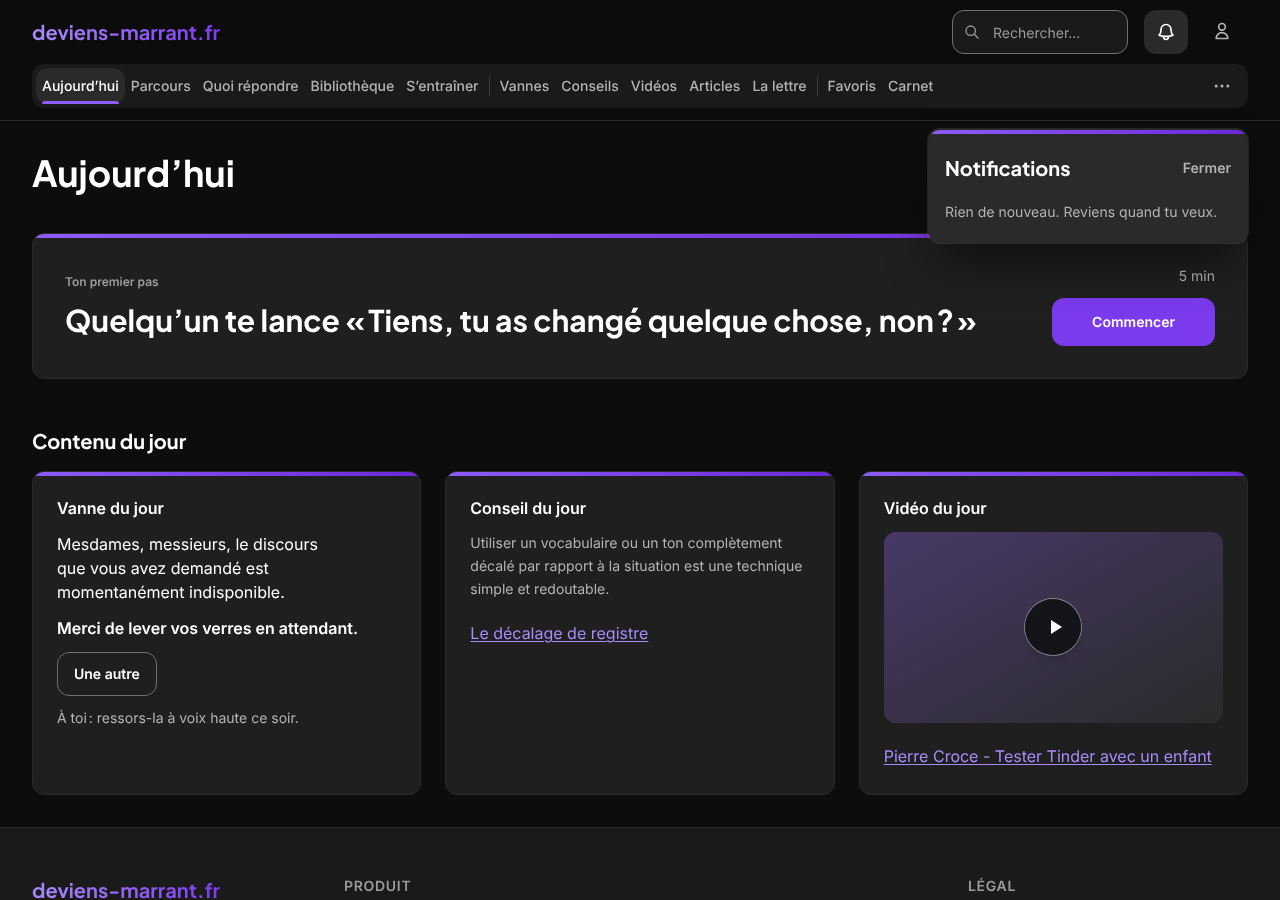 deviens-marrant.fr
Rechercher...
Aujourd’hui Parcours Quoi répondre Bibliothèque S’entraîner Vannes Conseils Vidéos Articles La lettre Favoris Carnet
Aujourd’hui
Notifications
Fermer
Rien de nouveau. Reviens quand tu veux.
Ton premier pas
Quelqu’un te lance « Tiens, tu as changé quelque chose, non ? »
5 min
Commencer
Contenu du jour
Vanne du jour
Mesdames, messieurs, le discours
que vous avez demandé est
momentanément indisponible.
Merci de lever vos verres en attendant.
Une autre
À toi : ressors-la à voix haute ce soir.
Conseil du jour
Utiliser un vocabulaire ou un ton complètement
décalé par rapport à la situation est une technique
simple et redoutable.
Le décalage de registre
Vidéo du jour
Pierre Croce - Tester Tinder avec un enfant
deviens-marrant.fr
PRODUIT
LÉGAL